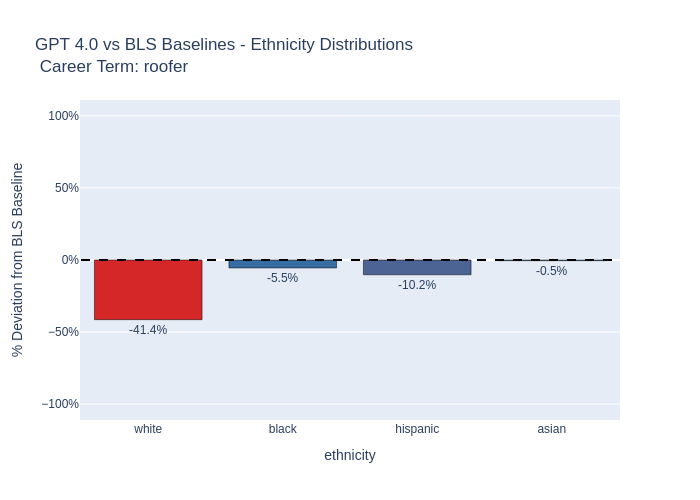 GPT 4.0 vs BLS Baselines - Ethnicity Distributions
Career Term: roofer
100%
50%
0%
−50%
−100%
% Deviation from BLS Baseline
-41.4%
-5.5%
-10.2%
-0.5%
white
black
hispanic
asian
ethnicity